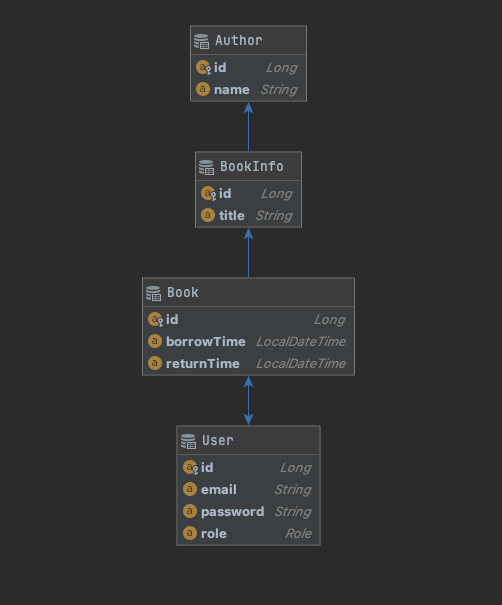 Author
id Long
name String
BookInfo
id Long
title String
Book
id Long
borrowTime LocalDateTime
returnTime LocalDateTime
User
id Long
email String
password String
role Role